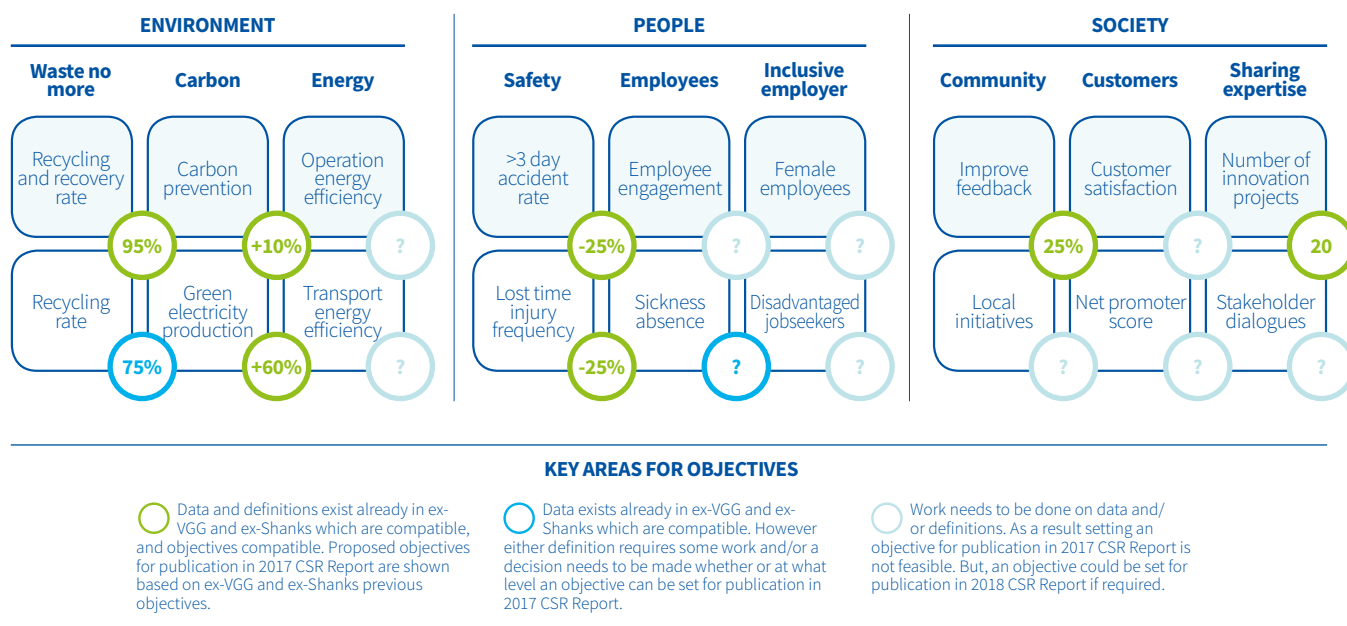 ENVIRONMENT
Waste no
more
Carbon
Energy
Recycling
and recovery
rate
95%
Carbon
prevention
+10%
Operation
energy
efficiency
?
Recycling
rate
75%
Green
electricity
production
+60%
Transport
energy
efficiency
?
PEOPLE
Safety
Employees
Inclusive
employer
>3 day
accident
rate
-25%
Employee
engagement
?
Female
employees
?
Lost time
injury
frequency
-25%
Sickness
absence
?
Disadvantaged
jobseekers
?
SOCIETY
Community
Customers
Sharing
expertise
Improve
feedback
25%
Customer
satisfaction
?
Number of
innovation
projects
20
Local
initiatives
?
Net promoter
score
?
Stakeholder
dialogues
?
KEY AREAS FOR OBJECTIVES
Data and definitions exist already in ex-
VGG and ex-Shanks which are compatible,
and objectives compatible. Proposed objectives
for publication in 2017 CSR Report are shown
based on ex-VGG and ex-Shanks previous
objectives.
Data exists already in ex-VGG and ex-
Shanks which are compatible. However
either definition requires some work and/or a
decision needs to be made whether or at what
level an objective can be set for publication in
2017 CSR Report.
Work needs to be done on data and/
or definitions. As a result setting an
objective for publication in 2017 CSR Report is
not feasible. But, an objective could be set for
publication in 2018 CSR Report if required.